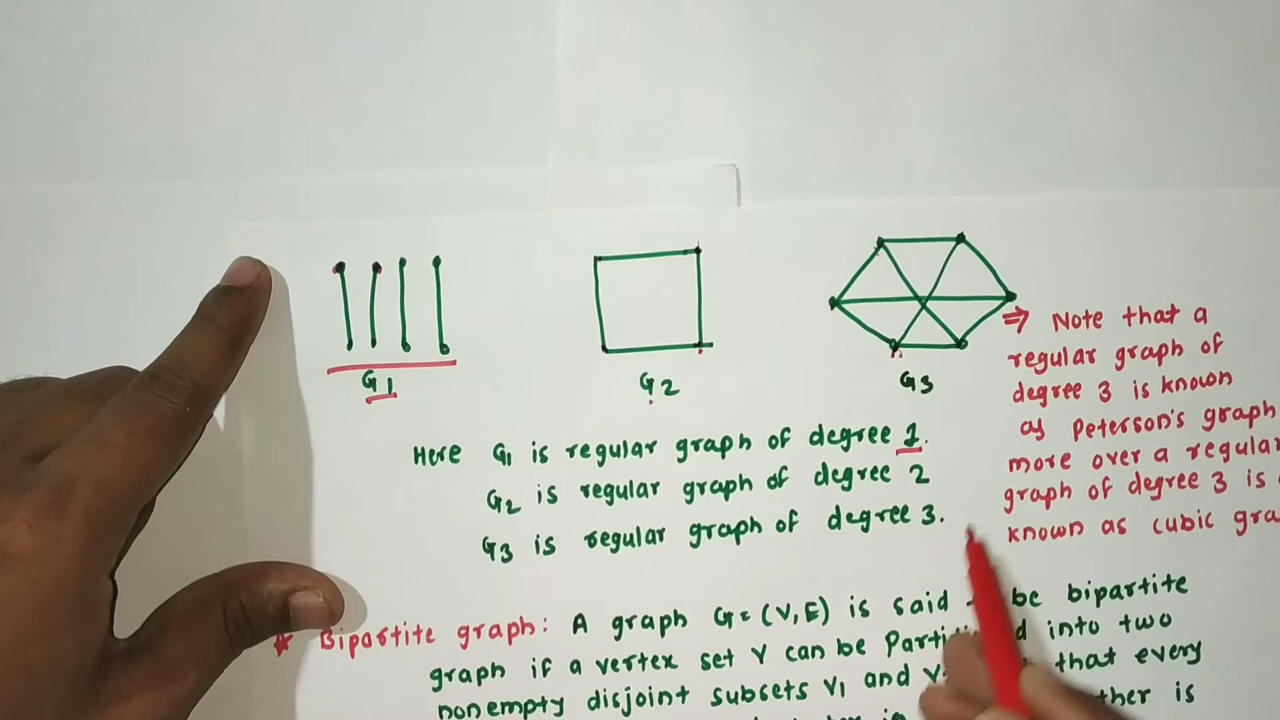 G1
G2
G3
Here G1 is regular graph of degree 1.
G2 is regular graph of degree 2
G3 is regular graph of degree 3.
⇒ Note that a
regular graph of
degree 3 is known
as Peterson's graph
more over a regular
graph of degree 3 is
known as cubic gra
* Bipartite graph: A graph G=(V,E) is said be bipartite
graph if a vertex set V can be into two
nonempty disjoint subsets V1 and that every
is